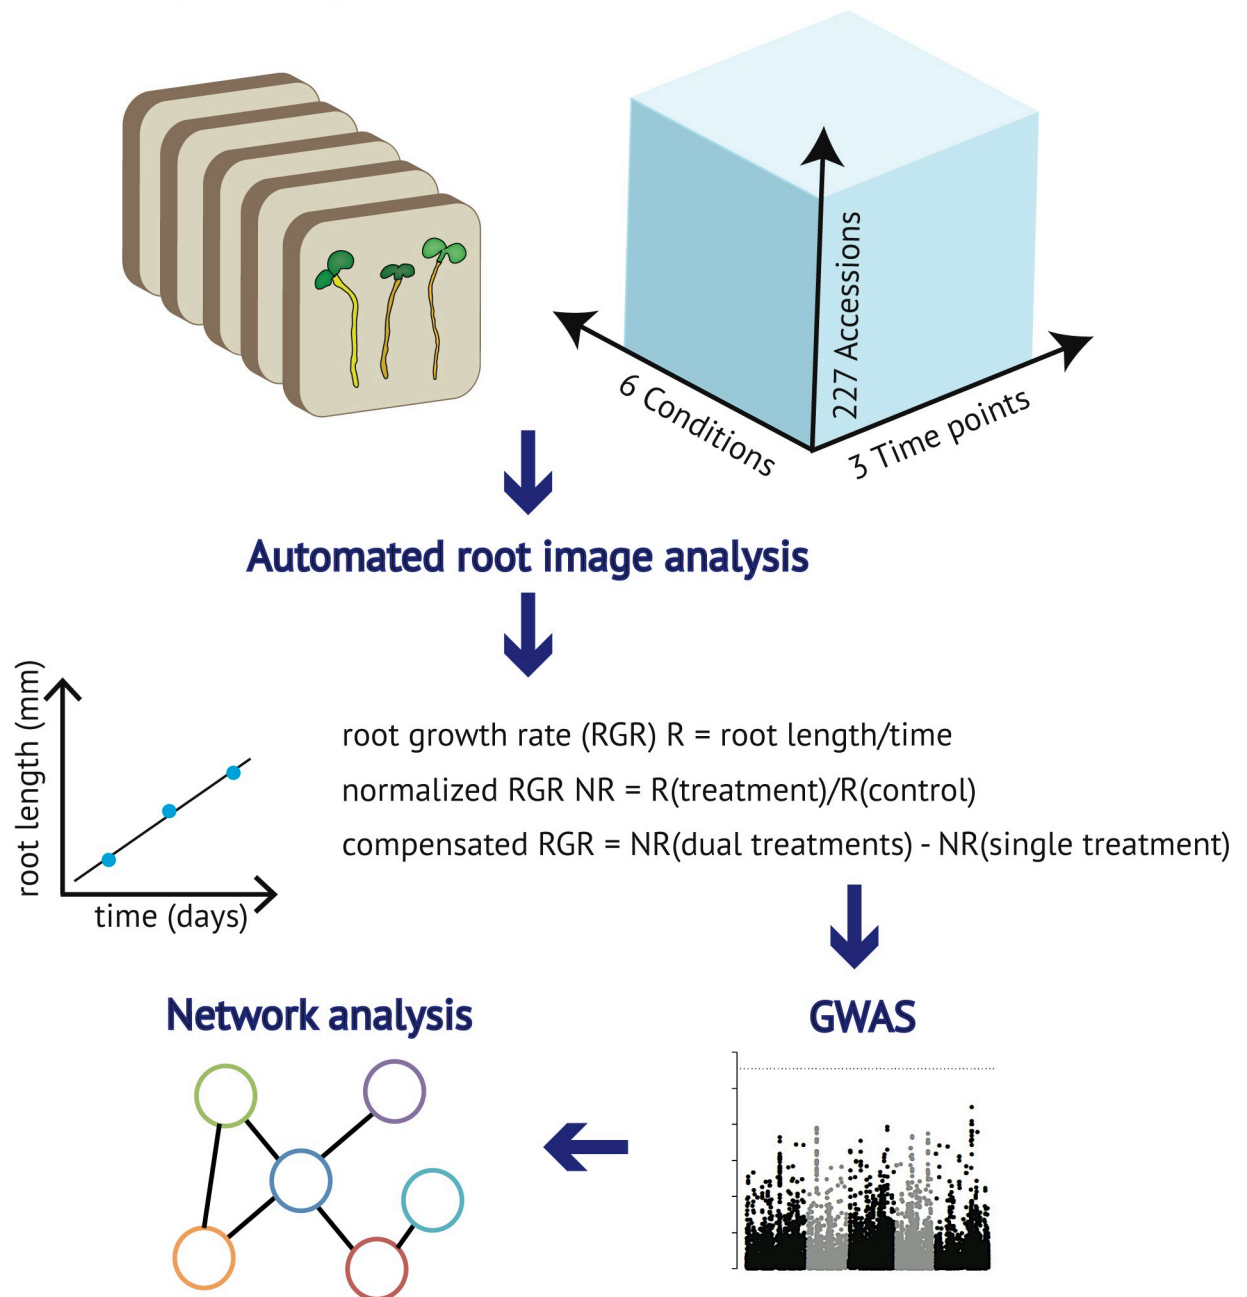 227 Accessions
6 Conditions
3 Time points
Automated root image analysis
root length (mm)
time (days)
root growth rate (RGR) R = root length/time
normalized RGR NR = R(treatment)/R(control)
compensated RGR = NR(dual treatments) - NR(single treatment)
Network analysis
GWAS